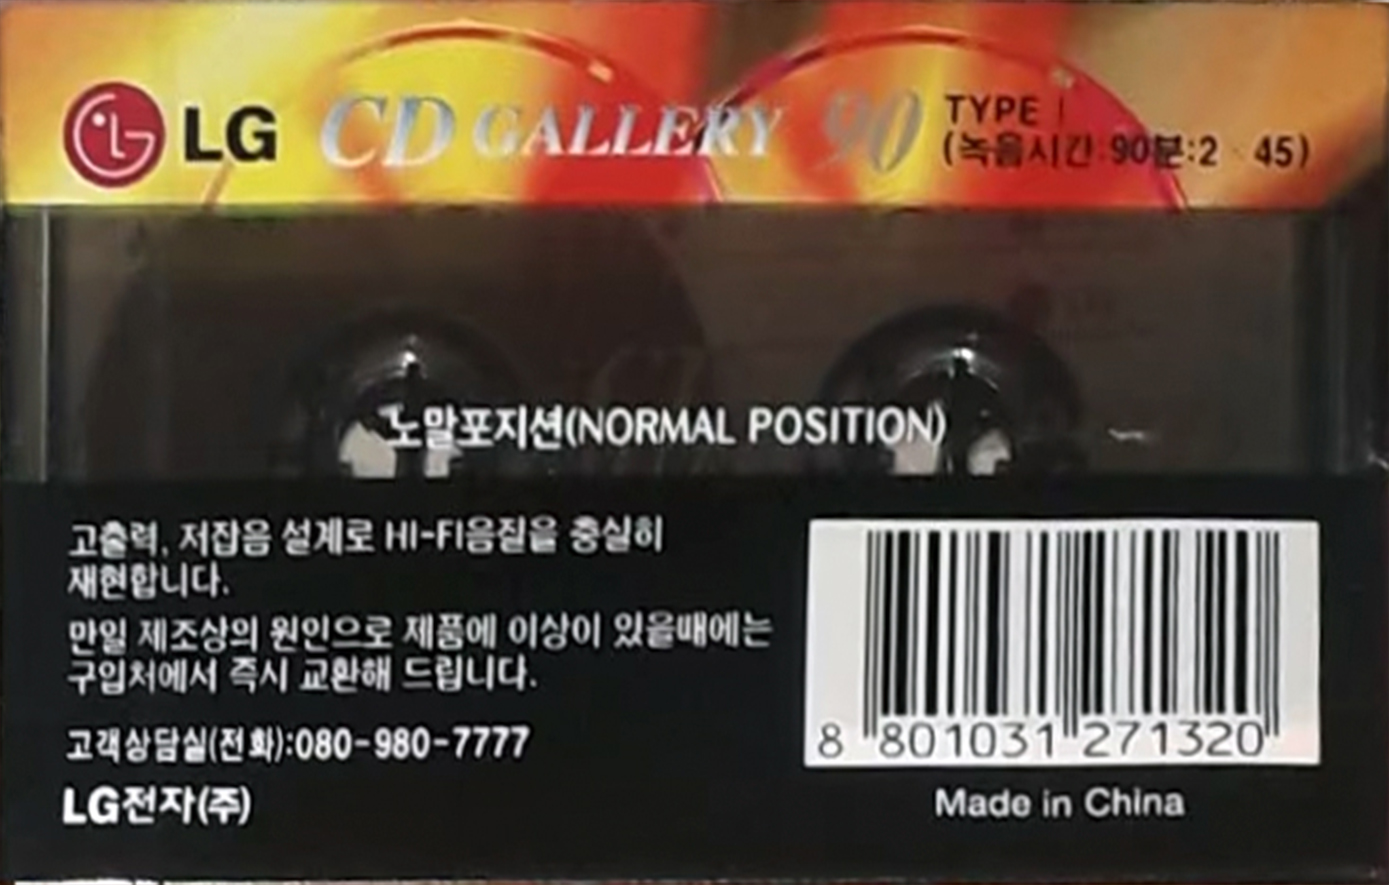 LG CD GALLERY 90 TYPE I
(녹음시간:90분:2 45)
노말포지션(NORMAL POSITION)
고출력, 저잡음 설계로 HI-FI음질을 충실히
재현합니다.
만일 제조상의 원인으로 제품에 이상이 있을때에는
구입처에서 즉시 교환해 드립니다.
고객상담실(전화):080-980-7777
LG전자(주)
8 801031 271320
Made in China